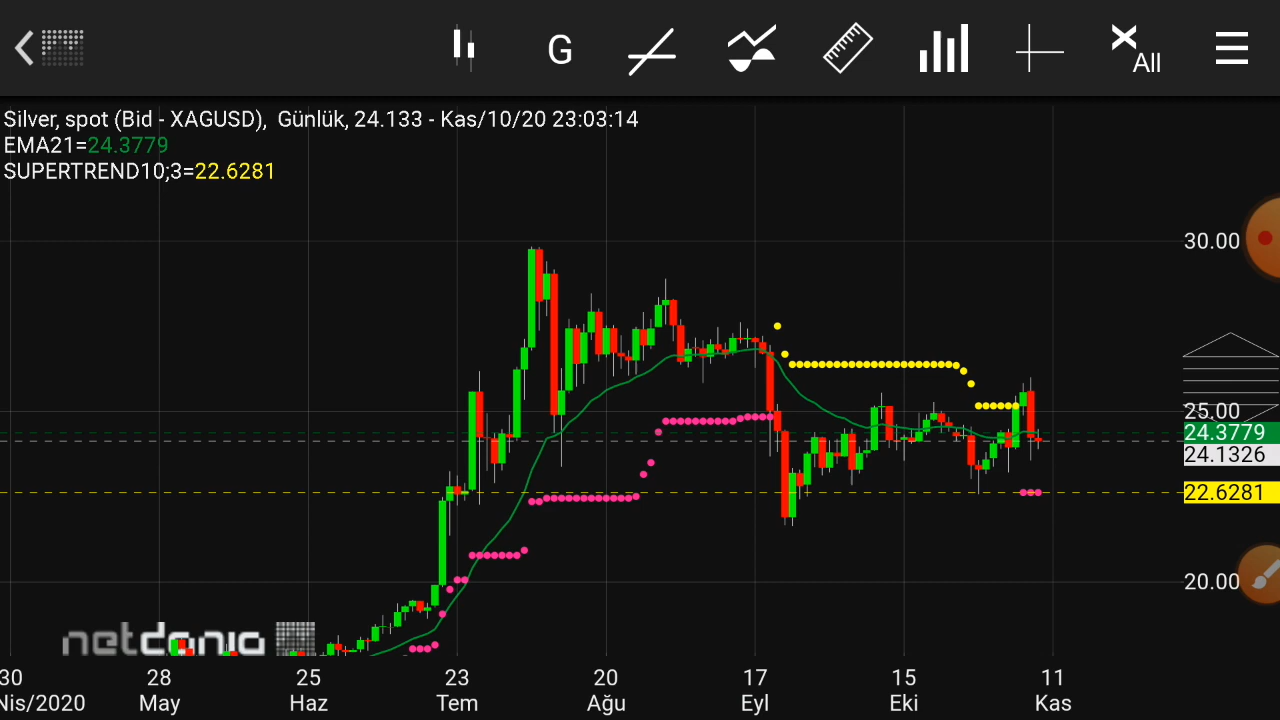 G
All
Silver, spot (Bid - XAGUSD), Günlük, 24.133 - Kas/10/20 23:03:14
EMA21=24.3779
SUPERTREND10;3=22.6281
30.00
25.00
24.3779
24.1326
22.6281
20.00
netdania
30 28 25 23 20 17 15 11
Nis/2020 May Haz Tem Ağu Eyl Eki Kas